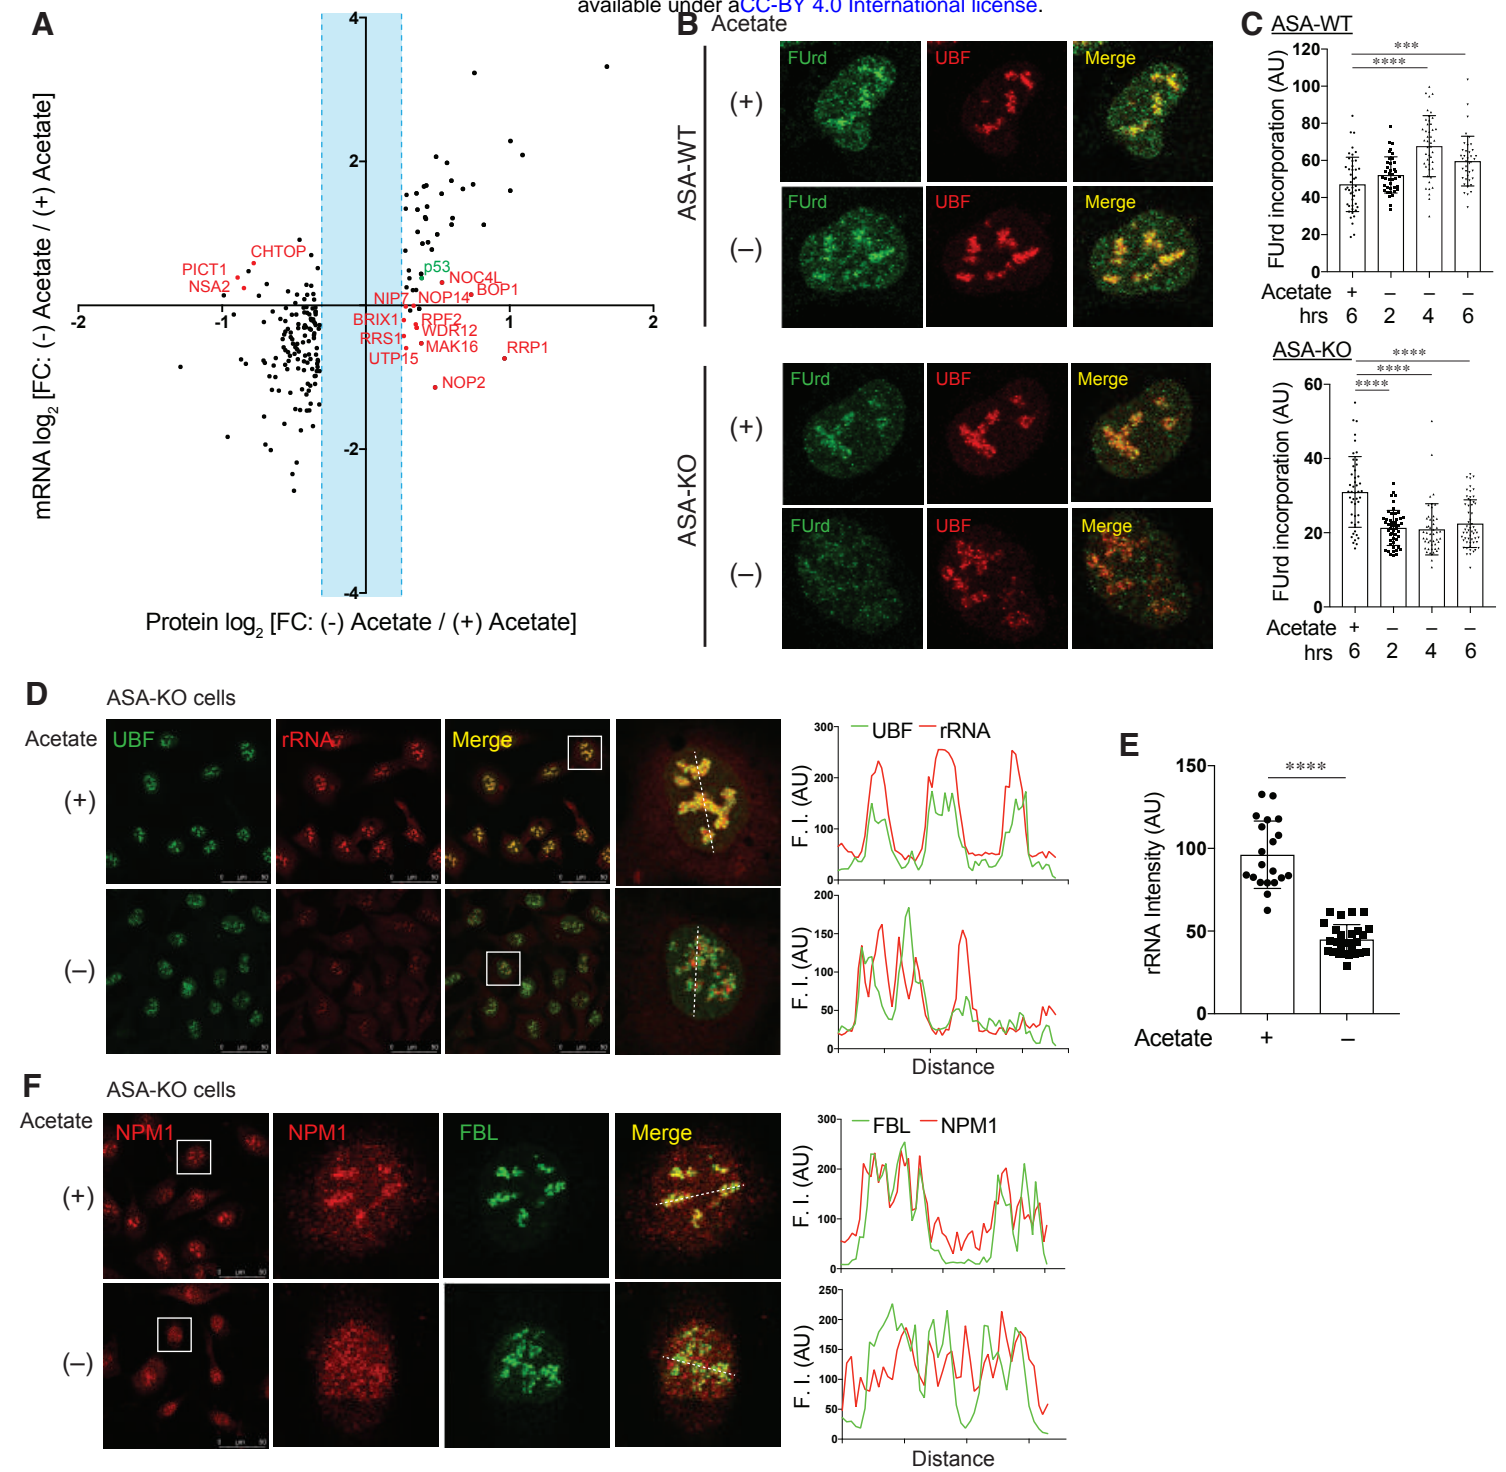 available under aCC-BY 4.0 International license.
A
mRNA log2 [FC: (-) Acetate / (+) Acetate]
4
2
-2
-4
-2
-1
1
2
CHTOP
PICT1
NSA2
p53
NOC4L
BOP1
NIP7
NOP14
BRIX1
RPF2
RRS1
WDR12
UTP15
MAK16
RRP1
NOP2
Protein log2 [FC: (-) Acetate / (+) Acetate]
B
Acetate
ASA-WT
(+)
FUrd
UBF
Merge
(–)
FUrd
UBF
Merge
ASA-KO
(+)
FUrd
UBF
Merge
(–)
FUrd
UBF
Merge
C
ASA-WT
FUrd incorporation (AU)
120
100
80
60
40
20
0
***
****
Acetate + – – –
hrs 6 2 4 6
ASA-KO
FUrd incorporation (AU)
60
40
20
0
****
****
****
Acetate + – – –
hrs 6 2 4 6
D
ASA-KO cells
Acetate
UBF
rRNA
Merge
(+)
(–)
F. I. (AU)
300
200
100
0
UBF
rRNA
F. I. (AU)
200
150
100
50
0
Distance
E
rRNA Intensity (AU)
150
100
50
0
****
Acetate + –
F
ASA-KO cells
Acetate
NPM1
NPM1
FBL
Merge
(+)
(–)
F. I. (AU)
300
200
100
0
FBL
NPM1
F. I. (AU)
250
200
150
100
50
0
Distance